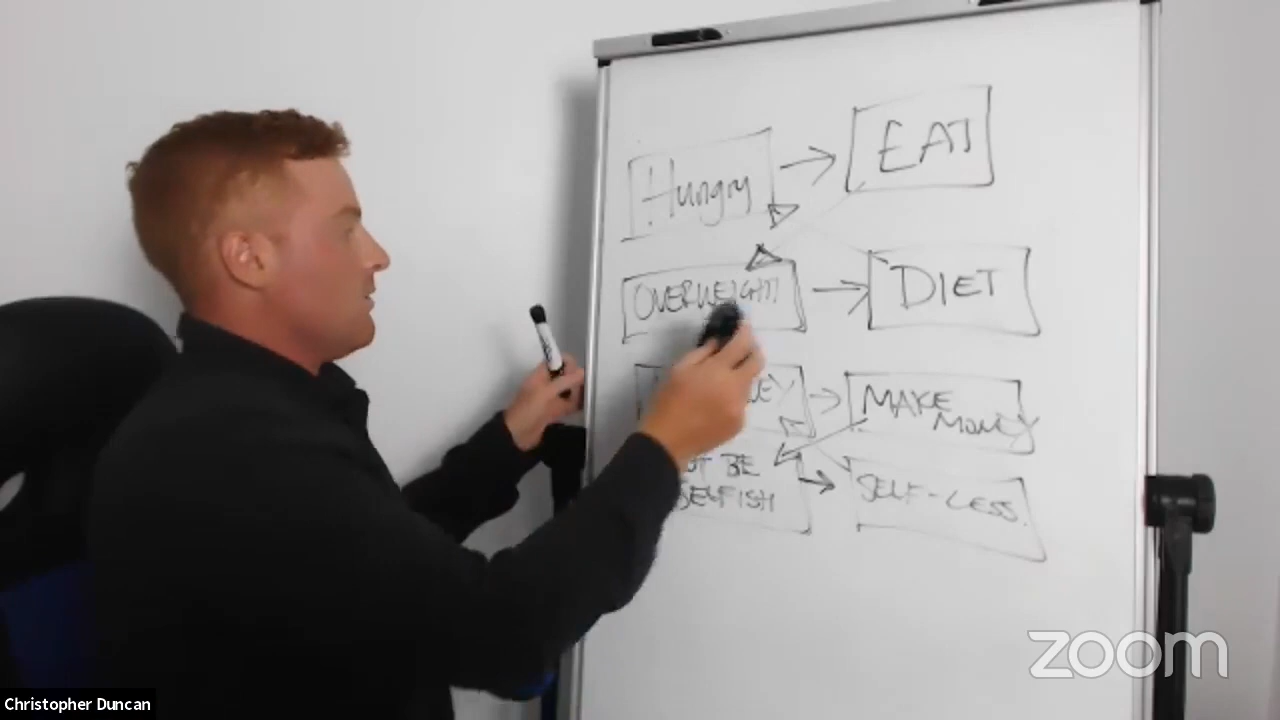 Hungry
EAT
OVERWEIGHT
DIET
MAKE
MONEY
BE
SELFISH
SELF-LESS.
zoom
Christopher Duncan